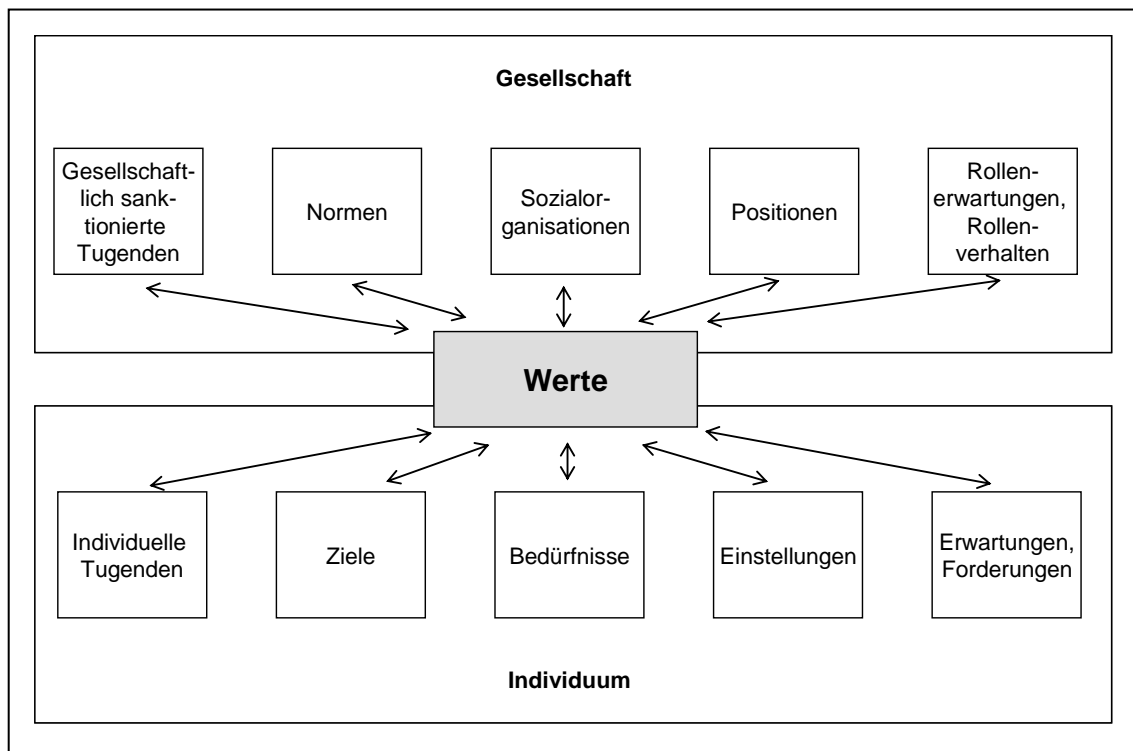 Gesellschaft
Gesellschaft-
lich sank-
tionierte
Tugenden
Normen
Sozialor-
ganisationen
Positionen
Rollen-
erwartungen,
Rollen-
verhalten
Werte
Individuelle
Tugenden
Ziele
Bedürfnisse
Einstellungen
Erwartungen,
Forderungen
Individuum